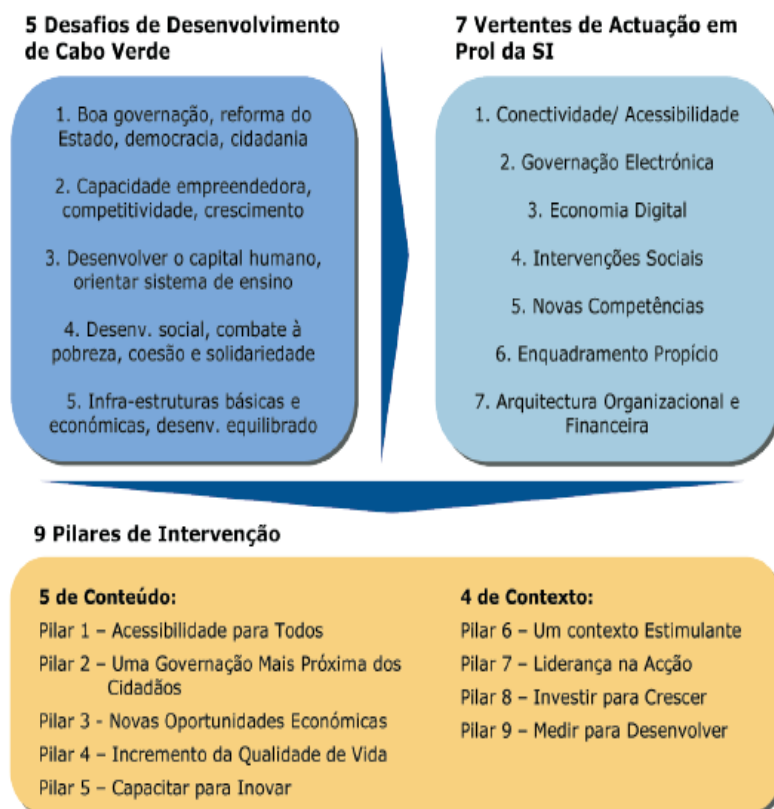 5 Desafios de Desenvolvimento
de Cabo Verde
1. Boa governação, reforma do
Estado, democracia, cidadania
2. Capacidade empreendedora,
competitividade, crescimento
3. Desenvolver o capital humano,
orientar sistema de ensino
4. Desenv. social, combate à
pobreza, coesão e solidariedade
5. Infra-estruturas básicas e
económicas, desenv. equilibrado
7 Vertentes de Actuação em
Prol da SI
1. Conectividade/ Acessibilidade
2. Governação Electrónica
3. Economia Digital
4. Intervenções Sociais
5. Novas Competências
6. Enquadramento Propício
7. Arquitectura Organizacional e
Financeira
9 Pilares de Intervenção
5 de Conteúdo:
Pilar 1 – Acessibilidade para Todos
Pilar 2 – Uma Governação Mais Próxima dos
Cidadãos
Pilar 3 - Novas Oportunidades Económicas
Pilar 4 – Incremento da Qualidade de Vida
Pilar 5 – Capacitar para Inovar
4 de Contexto:
Pilar 6 – Um contexto Estimulante
Pilar 7 – Liderança na Acção
Pilar 8 – Investir para Crescer
Pilar 9 – Medir para Desenvolver